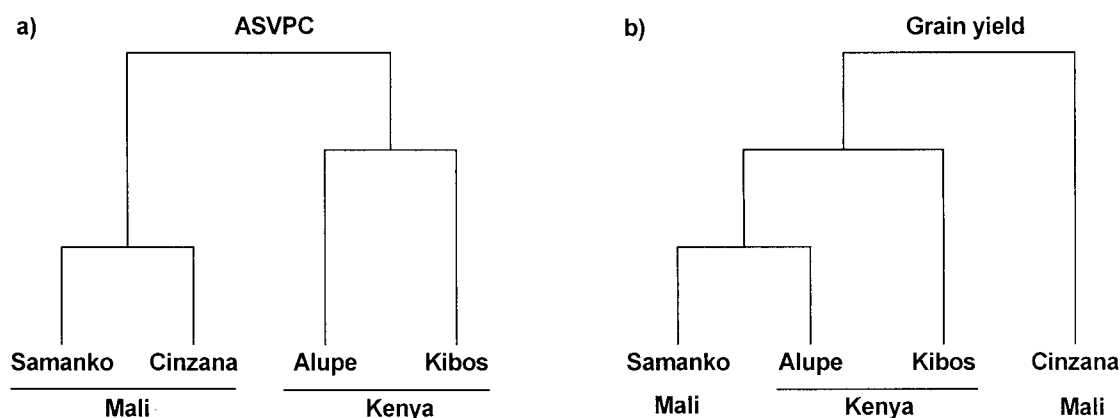 a) ASVPC
Samanko Cinzana Alupe Kibos
Mali Kenya
b) Grain yield
Samanko Alupe Kibos Cinzana
Mali Kenya Mali